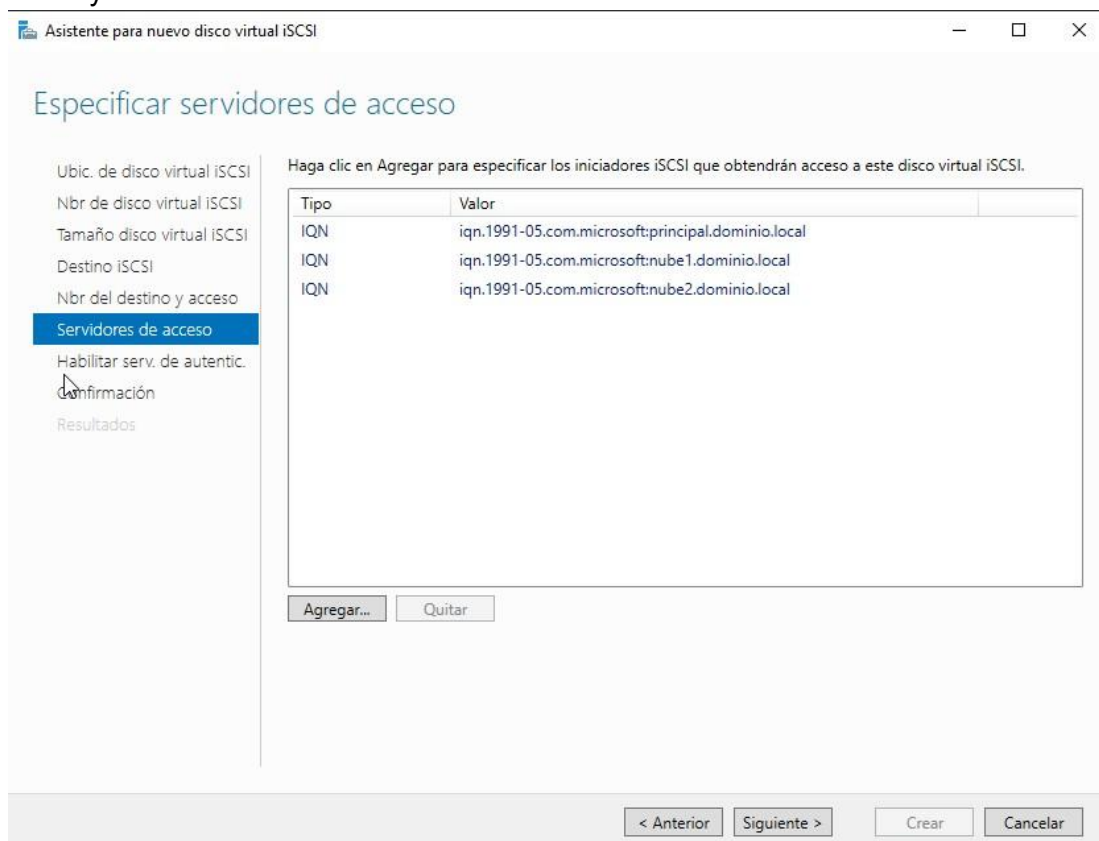 Asistente para nuevo disco virtual iSCSI
Especificar servidores de acceso
Ubic. de disco virtual iSCSI
Nbr de disco virtual iSCSI
Tamaño disco virtual iSCSI
Destino iSCSI
Nbr del destino y acceso
Servidores de acceso
Habilitar serv. de autentic.
Confirmación
Resultados
Haga clic en Agregar para especificar los iniciadores iSCSI que obtendrán acceso a este disco virtual iSCSI.
Tipo Valor
IQN iqn.1991-05.com.microsoft:principal.dominio.local
IQN iqn.1991-05.com.microsoft:nube1.dominio.local
IQN iqn.1991-05.com.microsoft:nube2.dominio.local
Agregar... Quitar
< Anterior Siguiente > Crear Cancelar